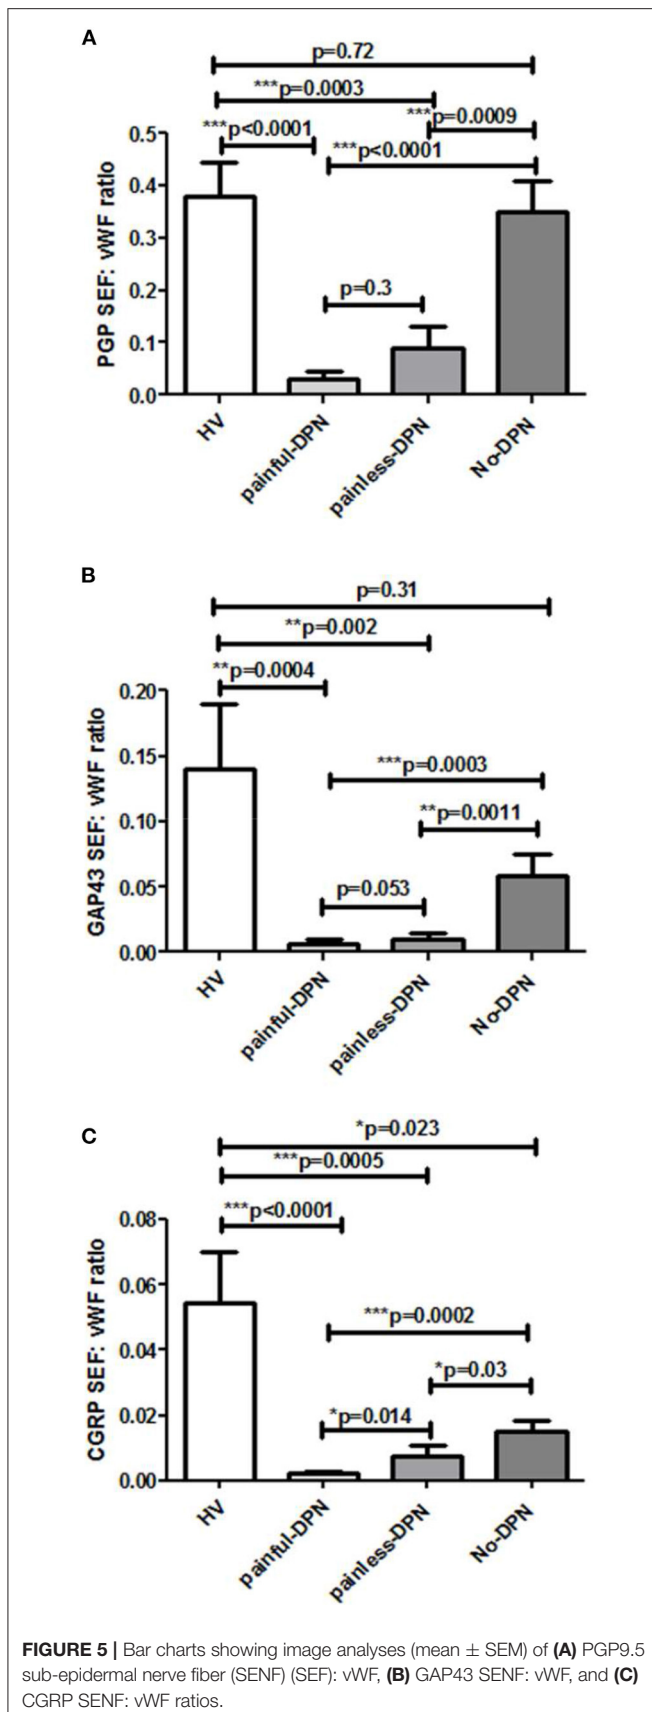 A
p=0.72
***p=0.0003
***p=0.0009
***p<0.0001
***p<0.0001
p=0.3
PGP SEF: vWF ratio
0.5
0.4
0.3
0.2
0.1
0.0
HV
painful-DPN
painless-DPN
No-DPN
B
p=0.31
**p=0.002
**p=0.0004
***p=0.0003
**p=0.0011
p=0.053
GAP43 SEF: vWF ratio
0.20
0.15
0.10
0.05
0.00
HV
painful-DPN
painless-DPN
No-DPN
C
*p=0.023
***p=0.0005
***p<0.0001
***p=0.0002
*p=0.03
*p=0.014
CGRP SEF: vWF ratio
0.08
0.06
0.04
0.02
0.00
HV
painful-DPN
painless-DPN
No-DPN
FIGURE 5 | Bar charts showing image analyses (mean ± SEM) of (A) PGP9.5
sub-epidermal nerve fiber (SENF) (SEF): vWF, (B) GAP43 SENF: vWF, and (C)
CGRP SENF: vWF ratios.